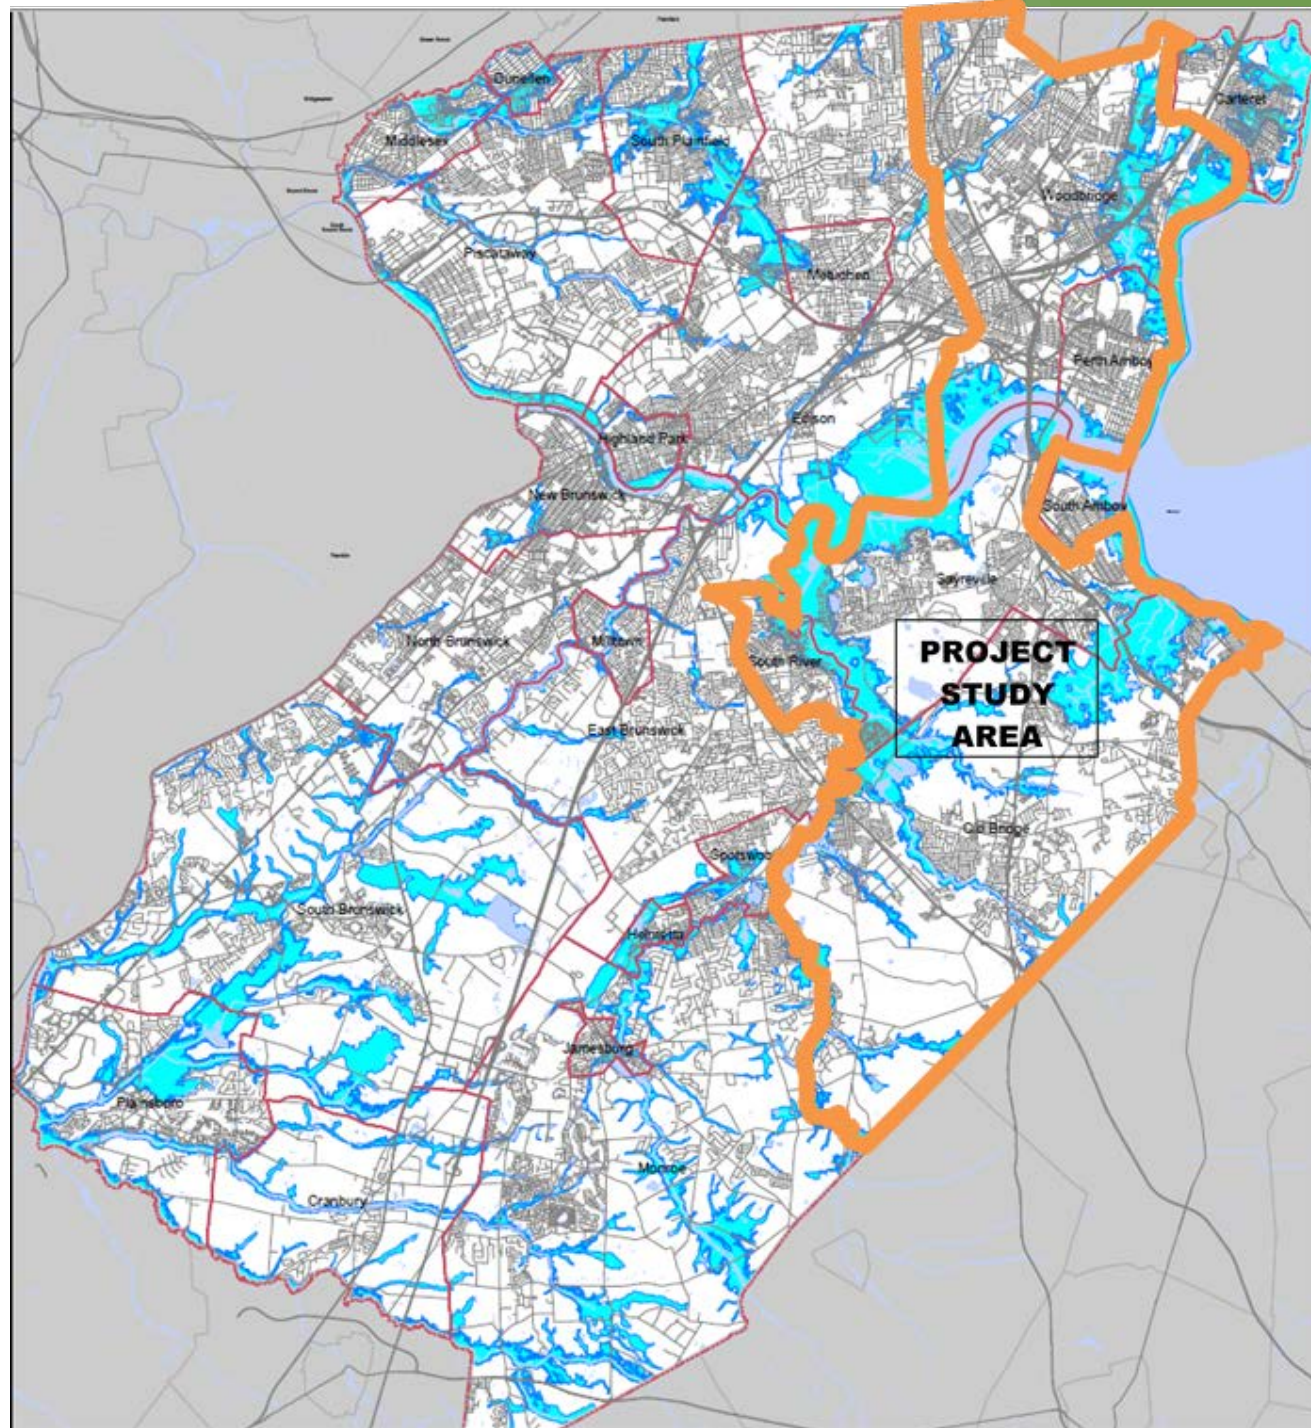 Dunellen
Middlesex
South Plainfield
Carteret
Woodbridge
Piscataway
Metuchen
Perth Amboy
Edison
Highland Park
New Brunswick
South Amboy
Sayreville
North Brunswick
Milltown
South River
PROJECT
STUDY
AREA
East Brunswick
Old Bridge
Spotswoo
South Brunswick
Helmetta
Jamesburg
Plainsboro
Monroe
Cranbury